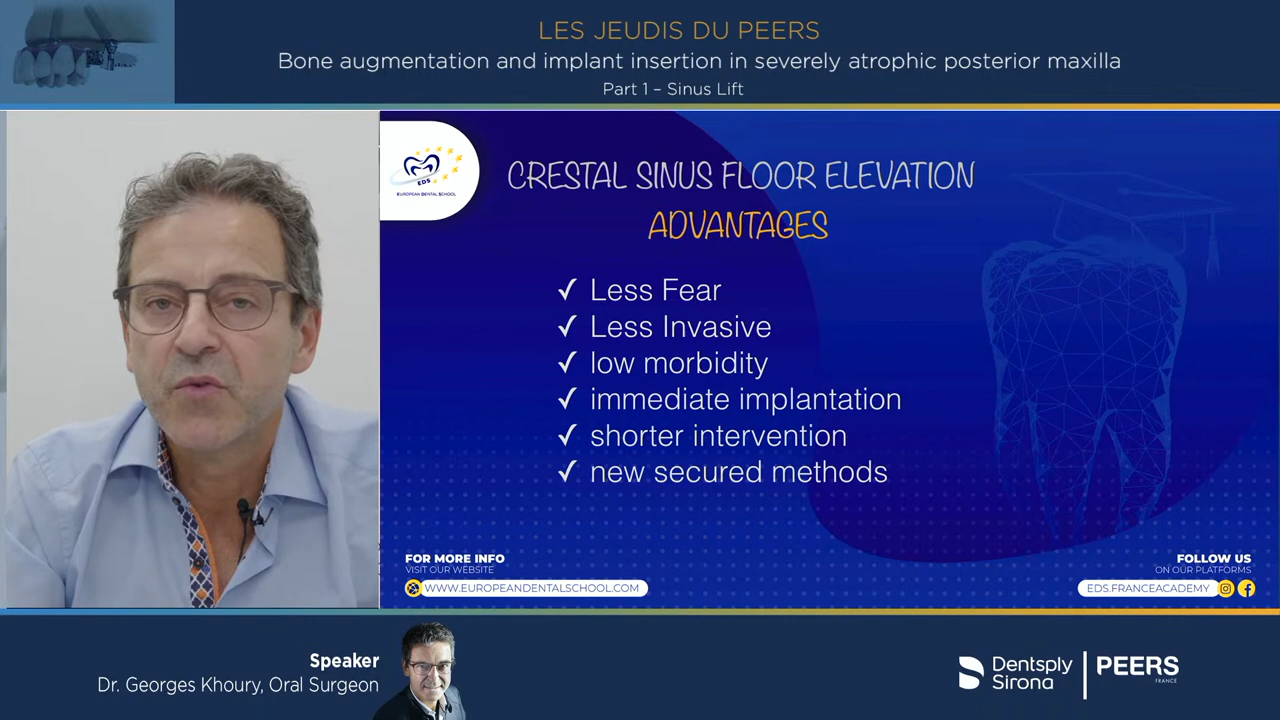 LES JEUDIS DU PEERS
Bone augmentation and implant insertion in severely atrophic posterior maxilla
Part 1 – Sinus Lift
EDS
EUROPEAN DENTAL SCHOOL
CRESTAL SINUS FLOOR ELEVATION
ADVANTAGES
✓ Less Fear
✓ Less Invasive
✓ low morbidity
✓ immediate implantation
✓ shorter intervention
✓ new secured methods
FOR MORE INFO
VISIT OUR WEBSITE
WWW.EUROPEANDENTALSCHOOL.COM
FOLLOW US
ON OUR PLATFORMS
EDS.FRANCEACADEMY
Speaker
Dr. Georges Khoury, Oral Surgeon
Dentsply
Sirona
PEERS
FRANCE